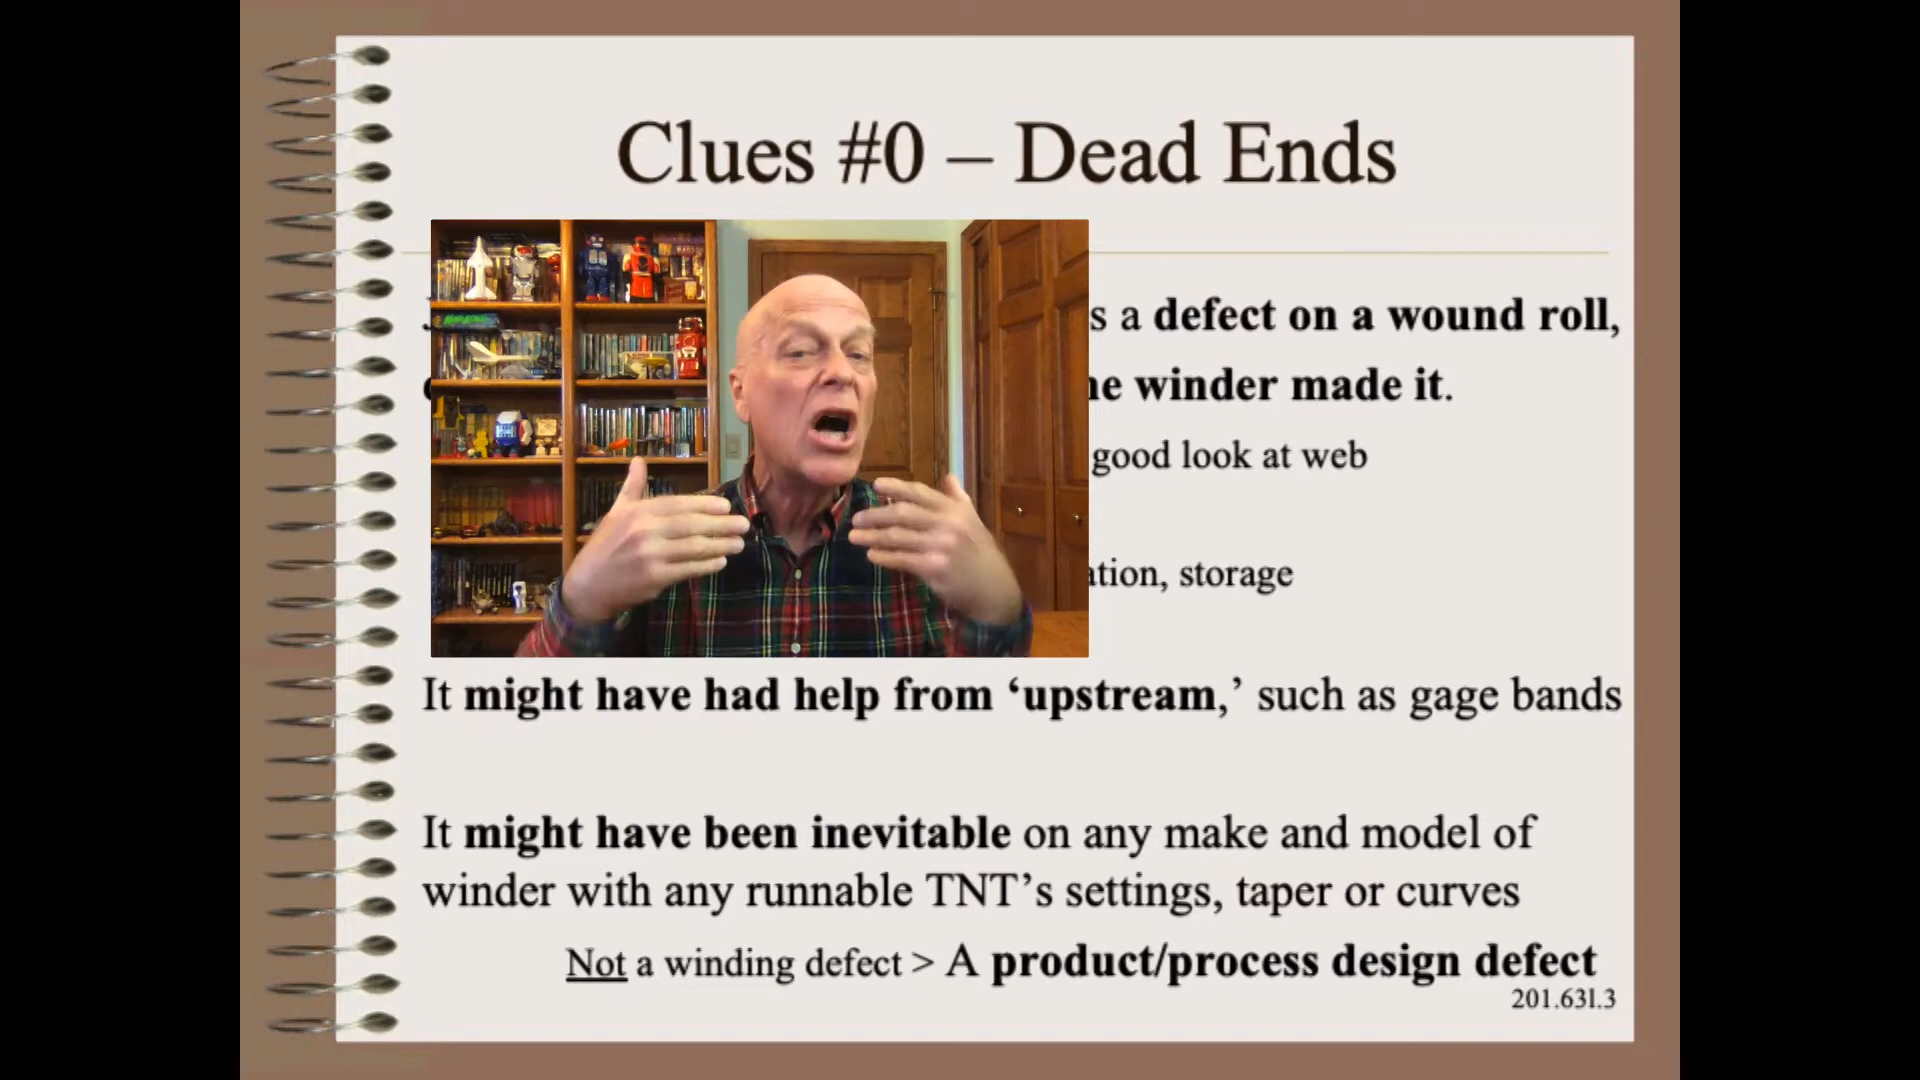 Clues #0 – Dead Ends
s a defect on a wound roll,
he winder made it.
good look at web
ation, storage
It might have had help from ‘upstream,’ such as gage bands
It might have been inevitable on any make and model of
winder with any runnable TNT’s settings, taper or curves
Not a winding defect > A product/process design defect
201.63l.3